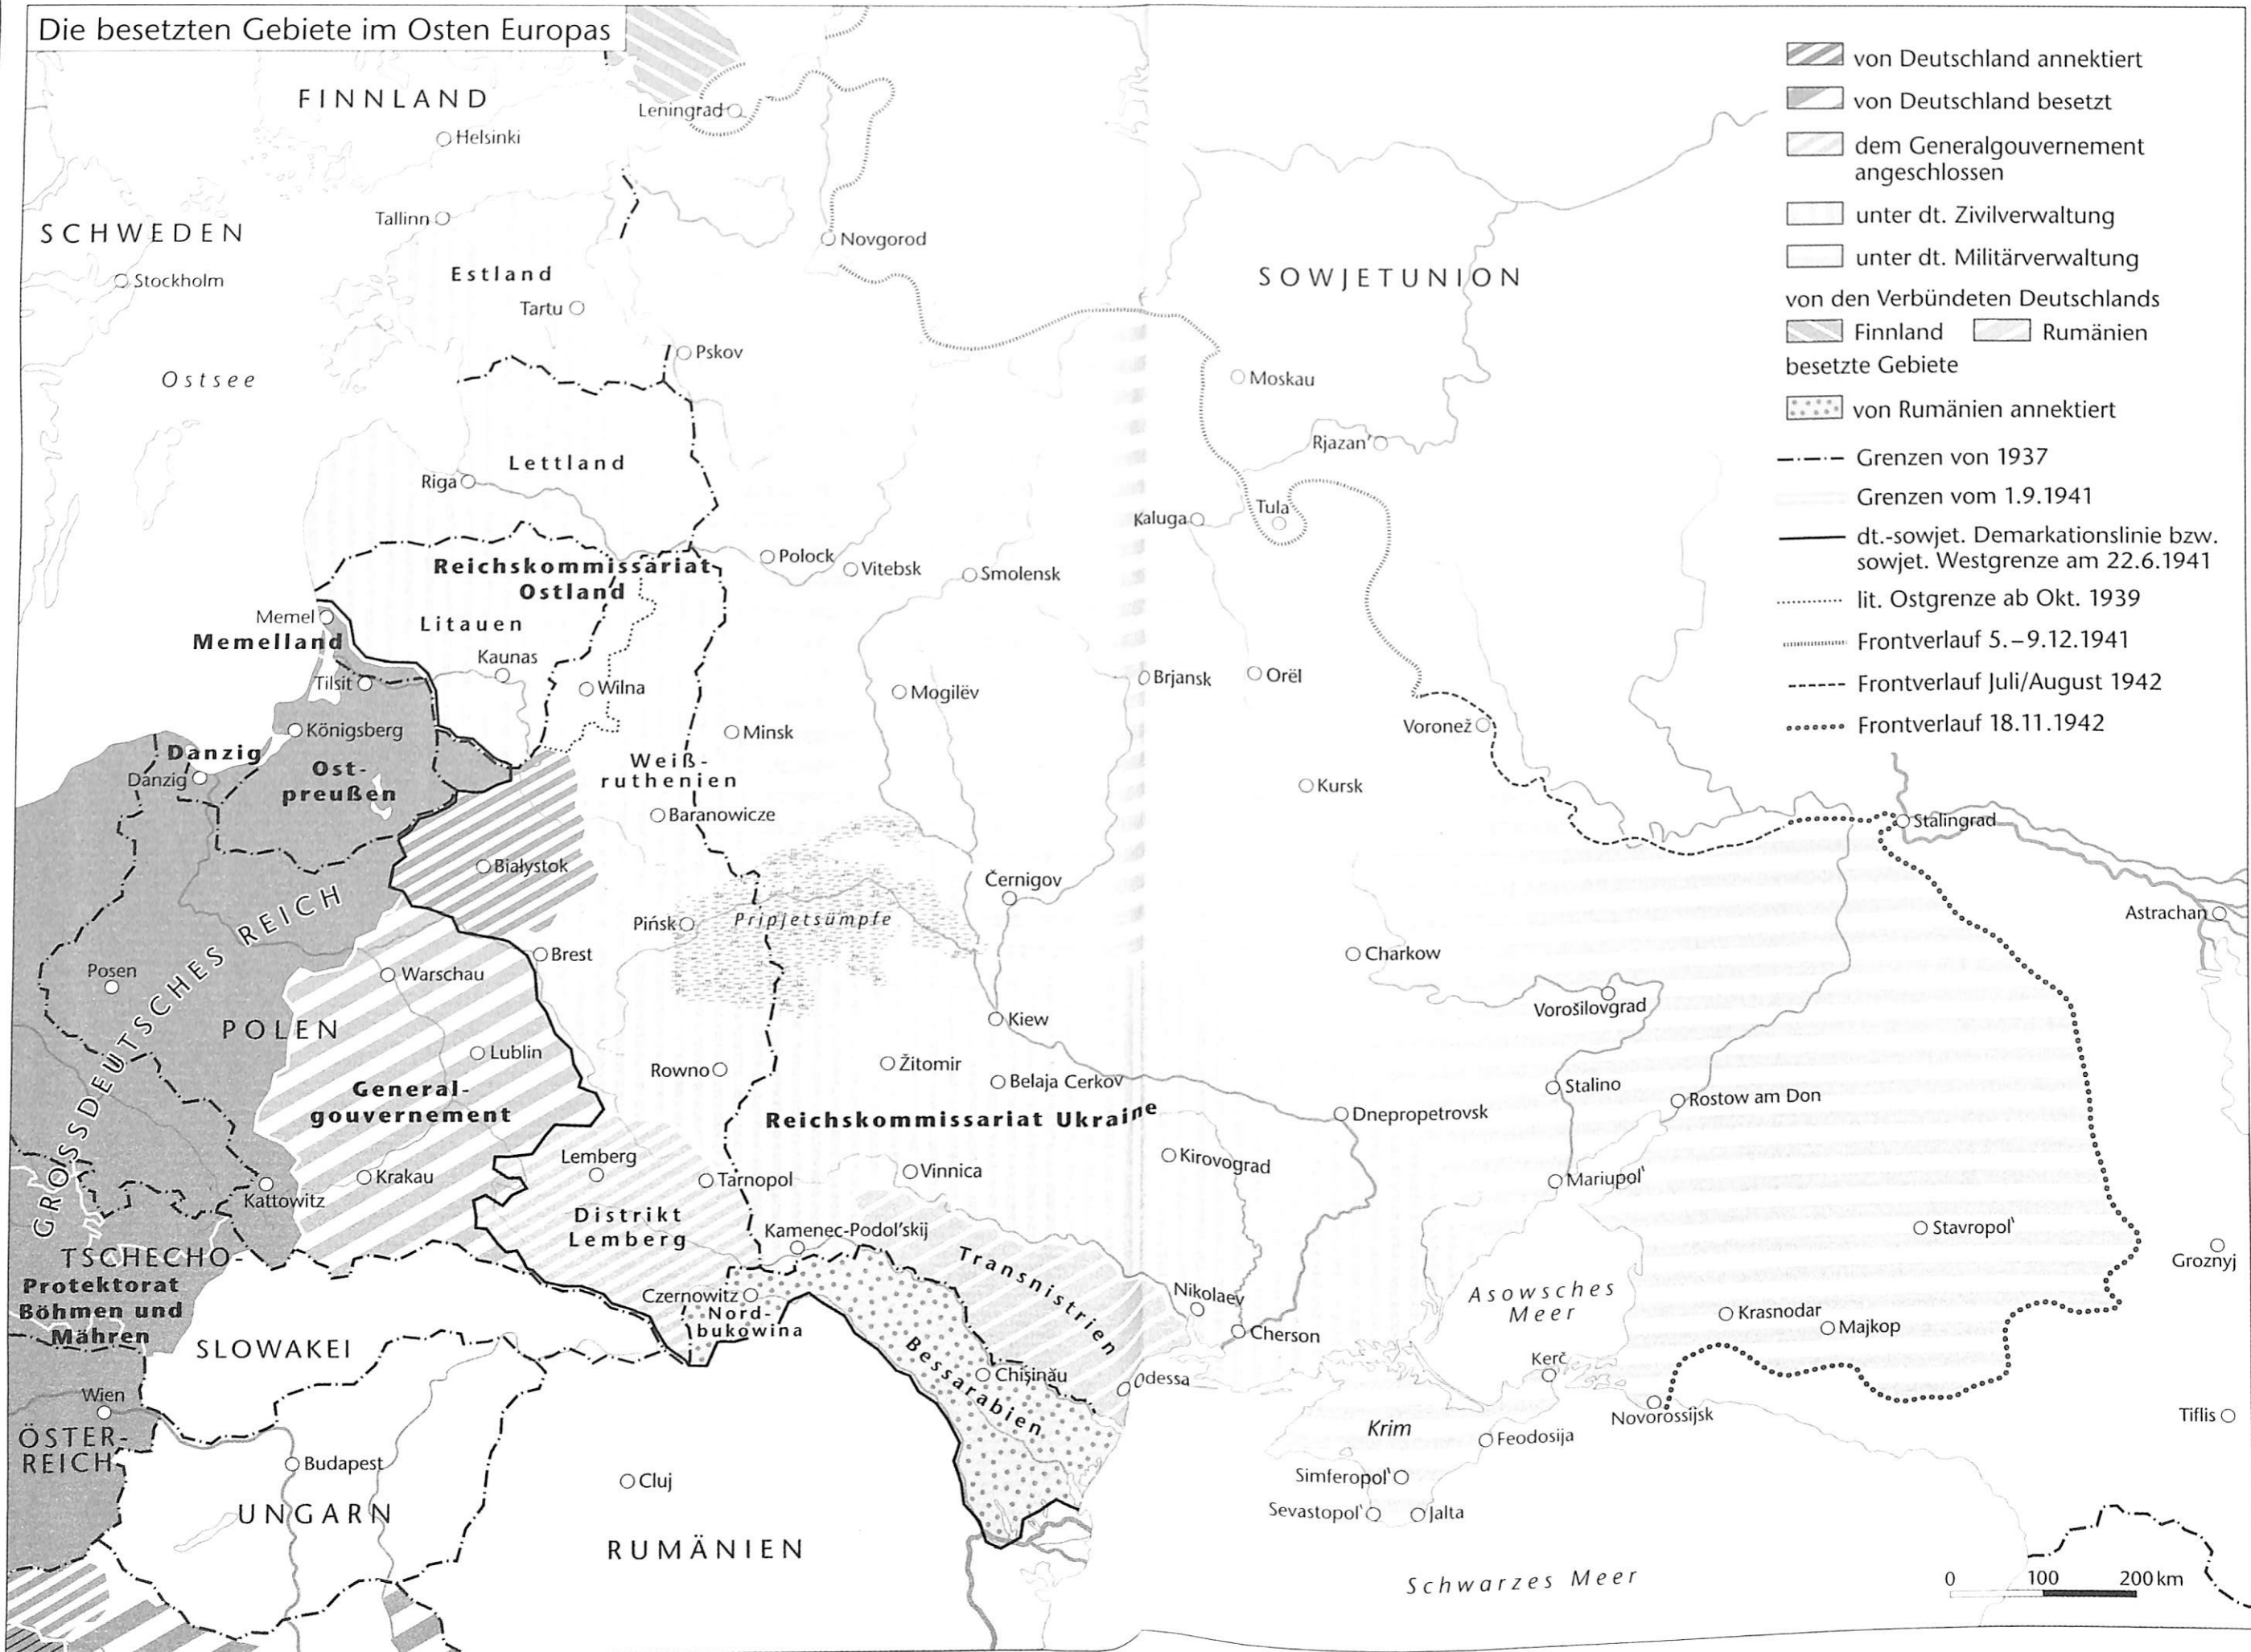 Die besetzten Gebiete im Osten Europas
von Deutschland annektiert
von Deutschland besetzt
dem Generalgouvernement
angeschlossen
unter dt. Zivilverwaltung
unter dt. Militärverwaltung
von den Verbündeten Deutschlands
Finnland
Rumänien
besetzte Gebiete
von Rumänien annektiert
Grenzen von 1937
Grenzen vom 1.9.1941
dt.-sowjet. Demarkationslinie bzw.
sowjet. Westgrenze am 22.6.1941
lit. Ostgrenze ab Okt. 1939
Frontverlauf 5.–9.12.1941
Frontverlauf Juli/August 1942
Frontverlauf 18.11.1942
FINNLAND
Leningrad
Helsinki
Tallinn
SCHWEDEN
Novgorod
Stockholm
Estland
SOWJETUNION
Tartu
Pskov
Ostsee
Moskau
Rjazan'
Lettland
Riga
Tula
Kaluga
Reichskommissariat
Ostland
Polock
Vitebsk
Smolensk
Memel
Memelland
Litauen
Kaunas
Tilsit
Wilna
Mogilëv
Brjansk
Orël
Königsberg
Minsk
Voronež
Danzig
Danzig
Ost-
preußen
Weiß-
ruthenien
Kursk
Baranowicze
Stalingrad
Białystok
Černigov
Pińsk
Pripjetsümpfe
Astrachan
GROSSDEUTSCHES REICH
Brest
Charkow
Posen
Warschau
Vorošilovgrad
POLEN
Kiew
Lublin
Rowno
Žitomir
Belaja Cerkov
Stalino
General-
gouvernement
Reichskommissariat Ukraine
Dnepropetrovsk
Rostow am Don
Lemberg
Kirovograd
Krakau
Tarnopol
Vinnica
Mariupol'
Kattowitz
Distrikt
Lemberg
Kamenec-Podol'skij
Stavropol'
TSCHECHO-
Transnistrien
Groznyj
Protektorat
Böhmen und
Mähren
Czernowitz
Nord-
bukowina
Nikolaev
Asowsches
Meer
Krasnodar
Majkop
SLOWAKEI
Cherson
Bessarabien
Chişinău
Odessa
Kerč
Wien
Novorossijsk
Tiflis
ÖSTER-
REICH
Krim
Feodosija
Budapest
Cluj
Simferopol'
UNGARN
Sevastopol'
Jalta
RUMÄNIEN
Schwarzes Meer
0 100 200 km